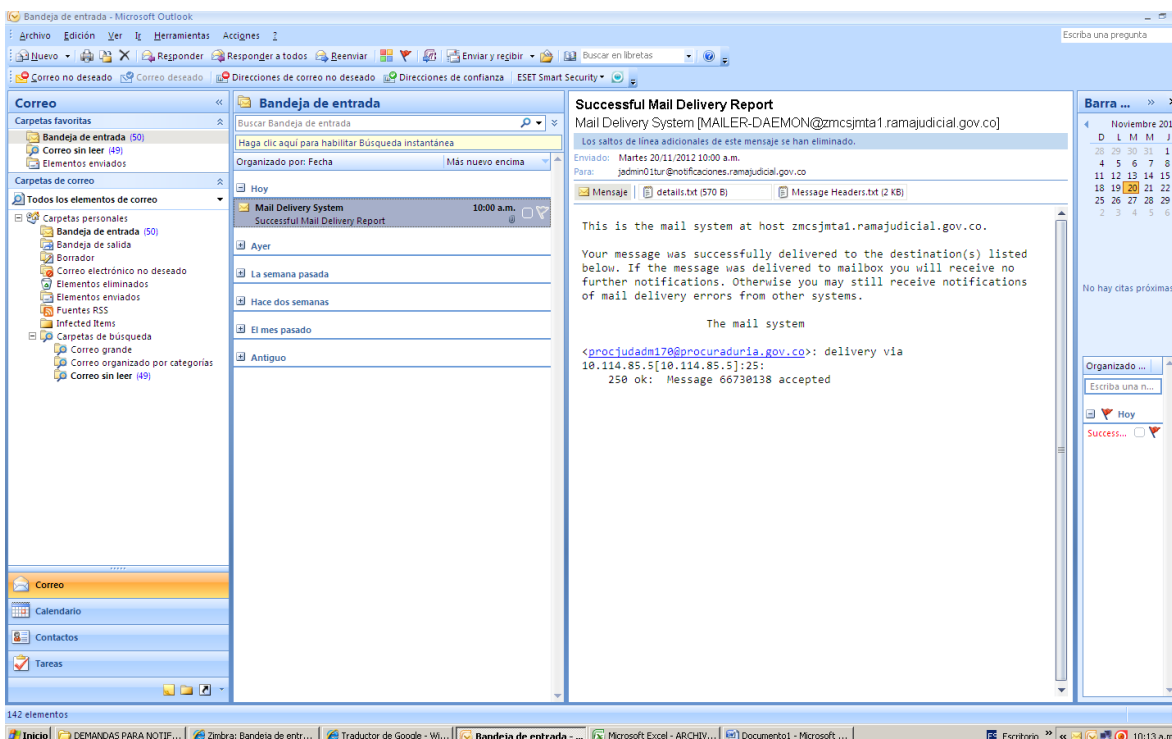 Bandeja de entrada - Microsoft Outlook
Archivo Edición Ver Ir Herramientas Acciones ?
Escriba una pregunta
Nuevo Responder Responder a todos Reenviar Enviar y recibir Buscar en libretas
Correo no deseado Correo deseado Direcciones de correo no deseado Direcciones de confianza ESET Smart Security
Correo
Carpetas favoritas
Bandeja de entrada (50)
Correo sin leer (49)
Elementos enviados
Carpetas de correo
Todos los elementos de correo
Carpetas personales
Bandeja de entrada (50)
Bandeja de salida
Borrador
Correo electrónico no deseado
Elementos eliminados
Elementos enviados
Fuentes RSS
Infected Items
Carpetas de búsqueda
Correo grande
Correo organizado por categorías
Correo sin leer (49)
Correo
Calendario
Contactos
Tareas
Bandeja de entrada
Buscar Bandeja de entrada
Haga clic aquí para habilitar Búsqueda instantánea
Organizado por: Fecha Más nuevo encima
Hoy
Mail Delivery System 10:00 a.m.
Successful Mail Delivery Report
Ayer
La semana pasada
Hace dos semanas
El mes pasado
Antiguo
Successful Mail Delivery Report
Mail Delivery System [MAILER-DAEMON@zmcsjmta1.ramajudicial.gov.co]
Los saltos de línea adicionales de este mensaje se han eliminado.
Enviado: Martes 20/11/2012 10:00 a.m.
Para: jadmin01tur@notificaciones.ramajudicial.gov.co
Mensaje details.txt (570 B) Message Headers.txt (2 KB)
This is the mail system at host zmcsjmta1.ramajudicial.gov.co.
Your message was successfully delivered to the destination(s) listed
below. If the message was delivered to mailbox you will receive no
further notifications. Otherwise you may still receive notifications
of mail delivery errors from other systems.
The mail system
<procjudadm170@procuraduria.gov.co>: delivery via
10.114.85.5[10.114.85.5]:25:
250 ok: Message 66730138 accepted
Barra ...
Noviembre 201
D L M M J
28 29 30 31 1
4 5 6 7 8
11 12 13 14 15
18 19 20 21 22
25 26 27 28 29
2 3 4 5 6
No hay citas próximas
Organizado ...
Escriba una n...
Hoy
Success...
142 elementos
Inicio DEMANDAS PARA NOTIF... Zimbra: Bandeja de entr... Traductor de Google - Wi... Bandeja de entrada - ... Microsoft Excel - ARCHIV... Documento1 - Microsoft ... ES Escritorio 10:13 a.m.